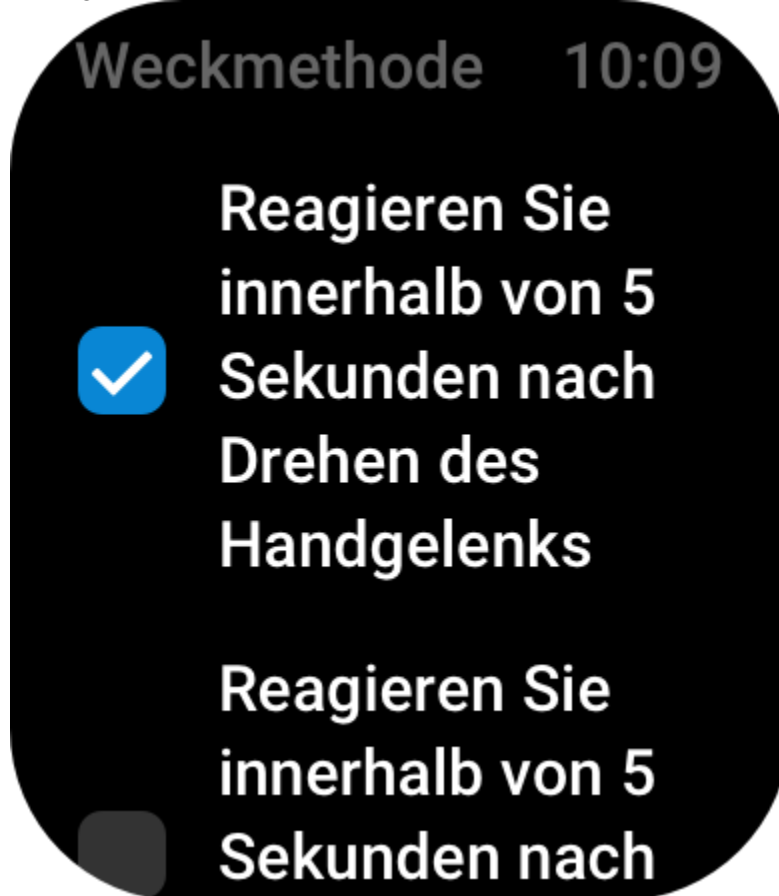 Weckmethode 10:09
Reagieren Sie
innerhalb von 5
Sekunden nach
Drehen des
Handgelenks
Reagieren Sie
innerhalb von 5
Sekunden nach